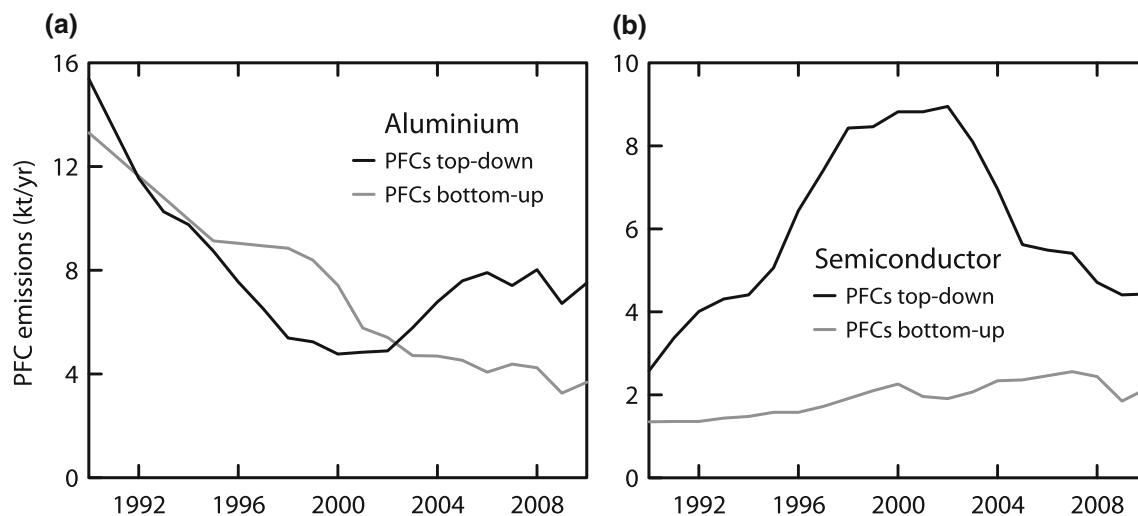 (a)
PFC emissions (kt/yr)
16
12
8
4
0
Aluminium
PFCs top-down
PFCs bottom-up
1992 1996 2000 2004 2008
(b)
10
8
6
4
2
0
Semiconductor
PFCs top-down
PFCs bottom-up
1992 1996 2000 2004 2008